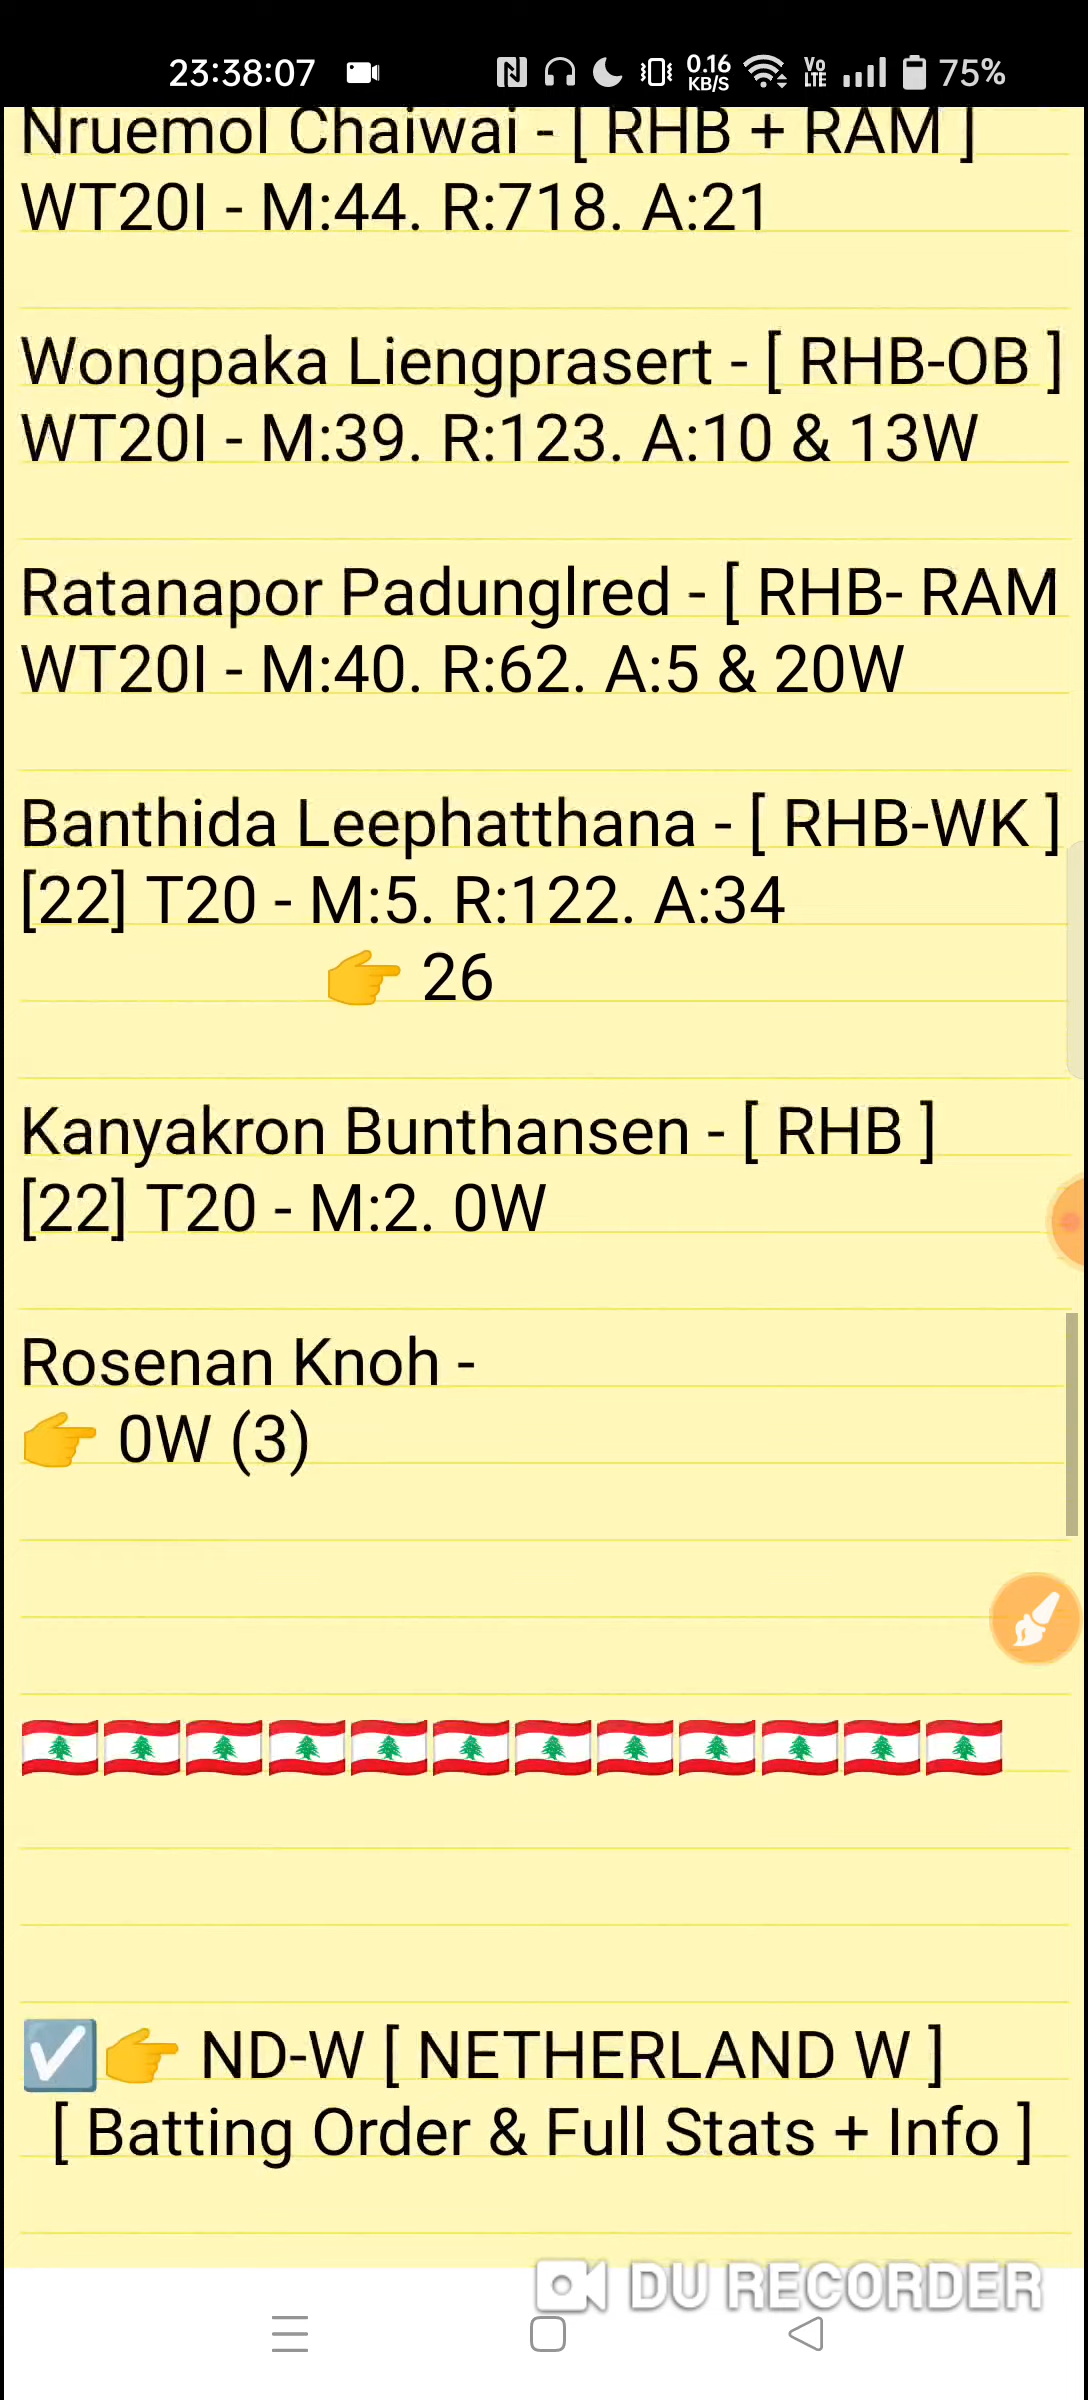 23:38:07 0.16 KB/S Vo LTE 75%
Nruemol Chaiwai - [ RHB + RAM ]
WT20I - M:44. R:718. A:21
Wongpaka Liengprasert - [ RHB-OB ]
WT20I - M:39. R:123. A:10 & 13W
Ratanapor Padunglred - [ RHB- RAM
WT20I - M:40. R:62. A:5 & 20W
Banthida Leephatthana - [ RHB-WK ]
[22] T20 - M:5. R:122. A:34
👉 26
Kanyakron Bunthansen - [ RHB ]
[22] T20 - M:2. 0W
Rosenan Knoh -
👉 0W (3)
🇱🇧🇱🇧🇱🇧🇱🇧🇱🇧🇱🇧🇱🇧🇱🇧🇱🇧🇱🇧🇱🇧🇱🇧
☑️👉 ND-W [ NETHERLAND W ]
[ Batting Order & Full Stats + Info ]
DU RECORDER